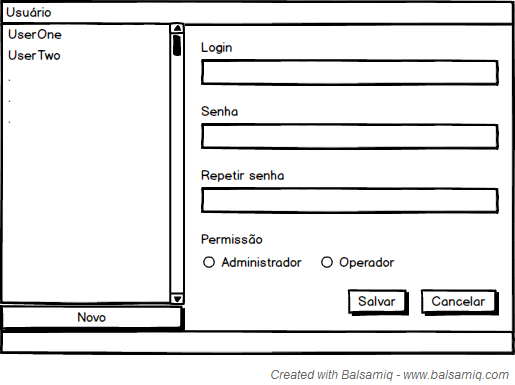 Usuário
UserOne
UserTwo
.
.
.
Novo
Login
Senha
Repetir senha
Permissão
Administrador Operador
Salvar Cancelar
Created with Balsamiq - www.balsamiq.com